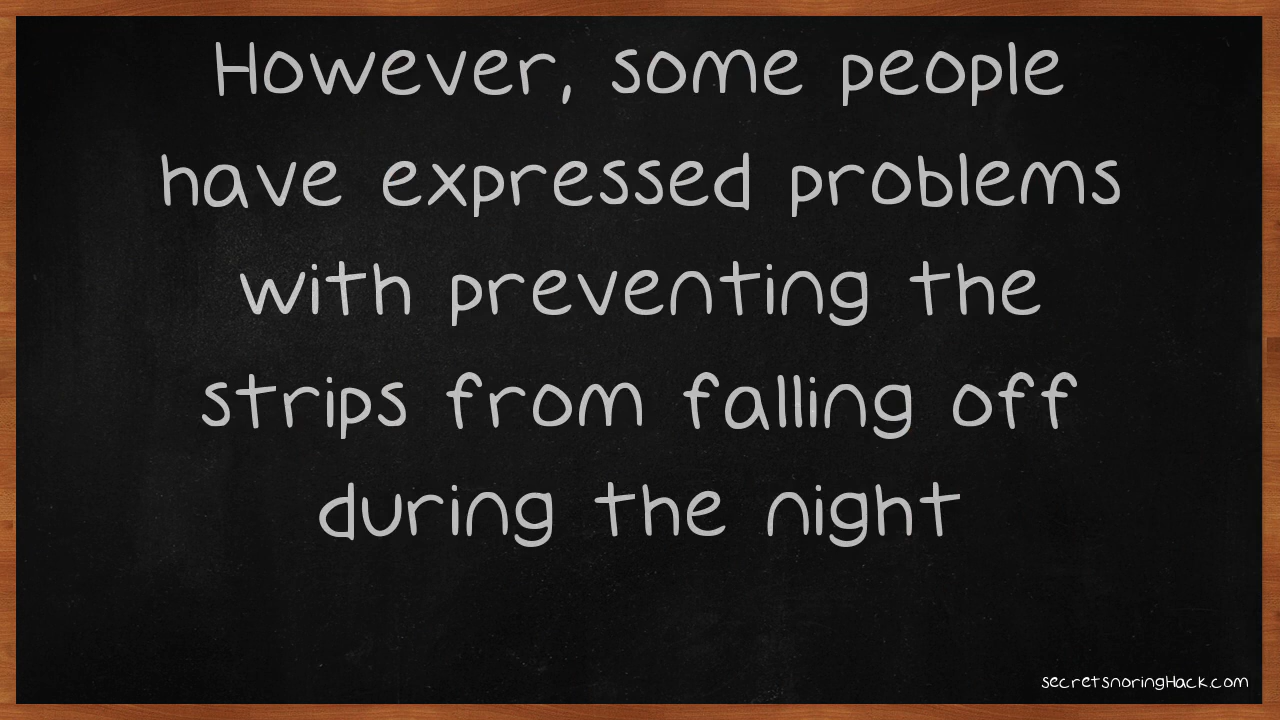 However, some people
have expressed problems
with preventing the
strips from falling off
during the night
secretsnoringHack.com